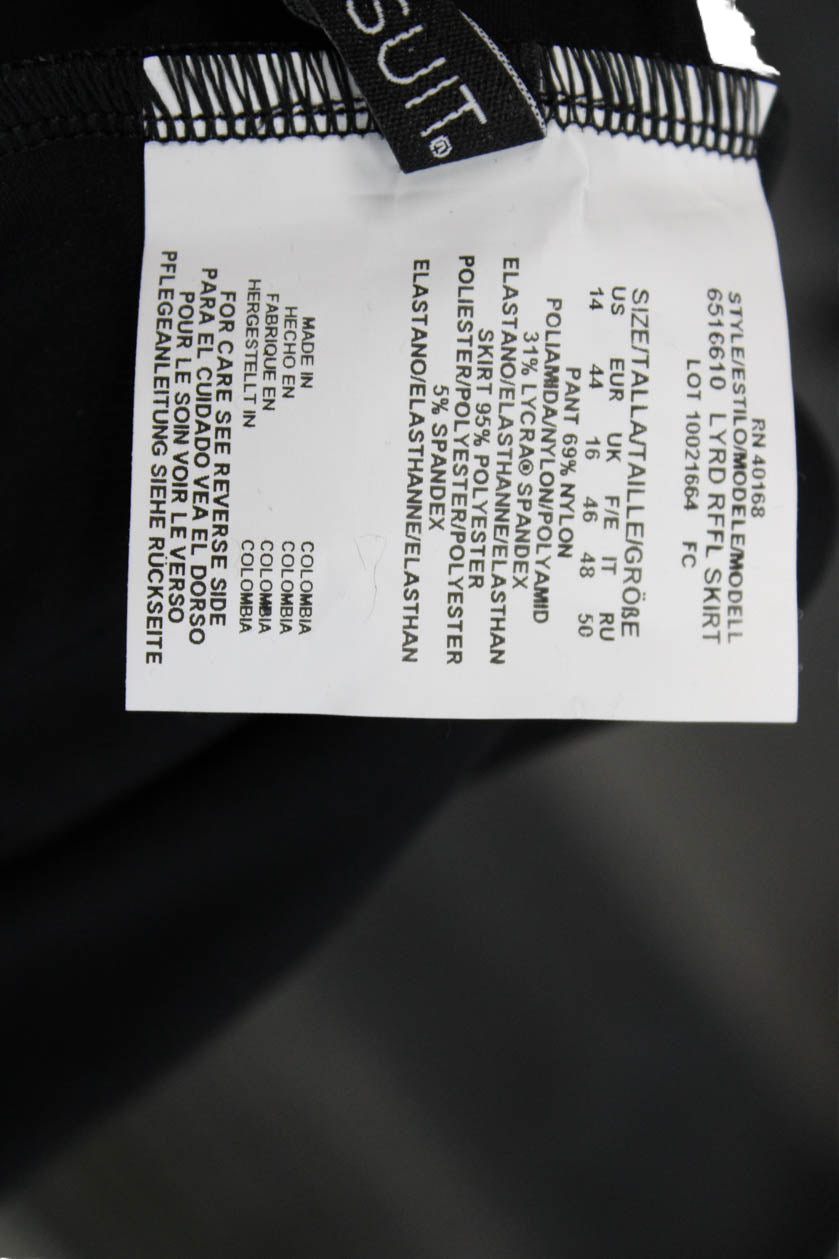 SUIT®
RN 40168
STYLE/ESTILO/MODELE/MODELL
6516610 LYRD RFFL SKIRT
LOT 10021664 FC
SIZE/TALLA/TAILLE/GRÖßE
US EUR UK F/E IT RU
14 44 16 46 48 50
PANT 69% NYLON
POLIAMIDA/NYLON/POLYAMID
31% LYCRA® SPANDEX
ELASTANO/ELASTHANNE/ELASTHAN
SKIRT 95% POLYESTER
POLIESTER/POLYESTER/POLYESTER
5% SPANDEX
ELASTANO/ELASTHANNE/ELASTHAN
MADE IN COLOMBIA
HECHO EN COLOMBIA
FABRIQUE EN COLOMBIA
HERGESTELLT IN COLOMBIA
FOR CARE SEE REVERSE SIDE
PARA EL CUIDADO VEA EL DORSO
POUR LE SOIN VOIR LE VERSO
PFLEGEANLEITUNG SIEHE RÜCKSEITE